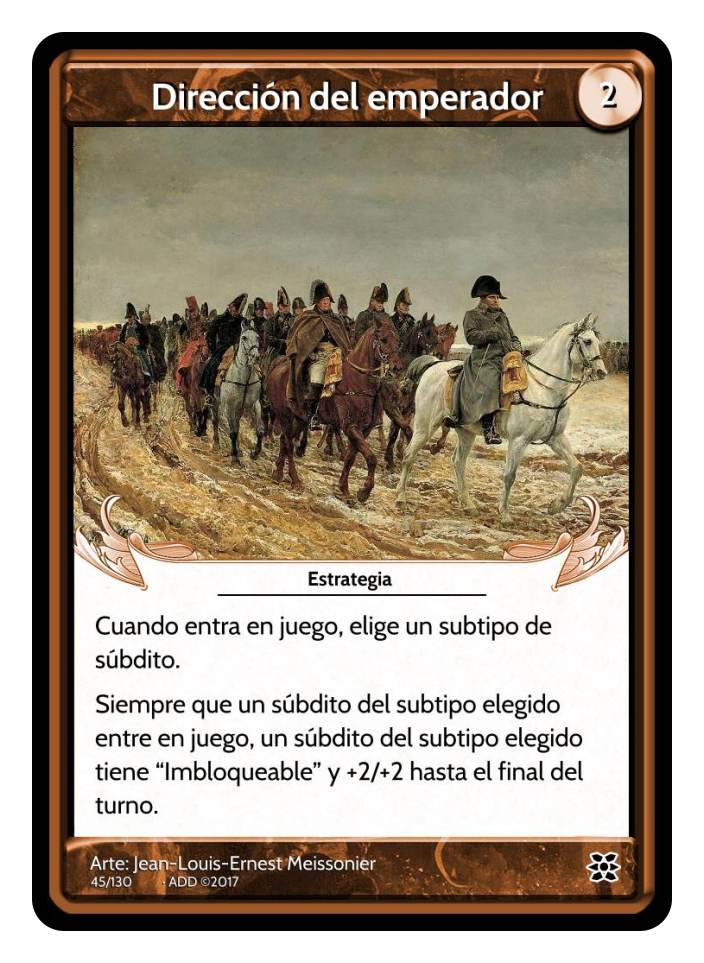 Dirección del emperador
2
Estrategia
Cuando entra en juego, elige un subtipo de
súbdito.
Siempre que un súbdito del subtipo elegido
entre en juego, un súbdito del subtipo elegido
tiene “Imbloqueable” y +2/+2 hasta el final del
turno.
Arte: Jean-Louis-Ernest Meissonier
45/130 · ADD ©2017